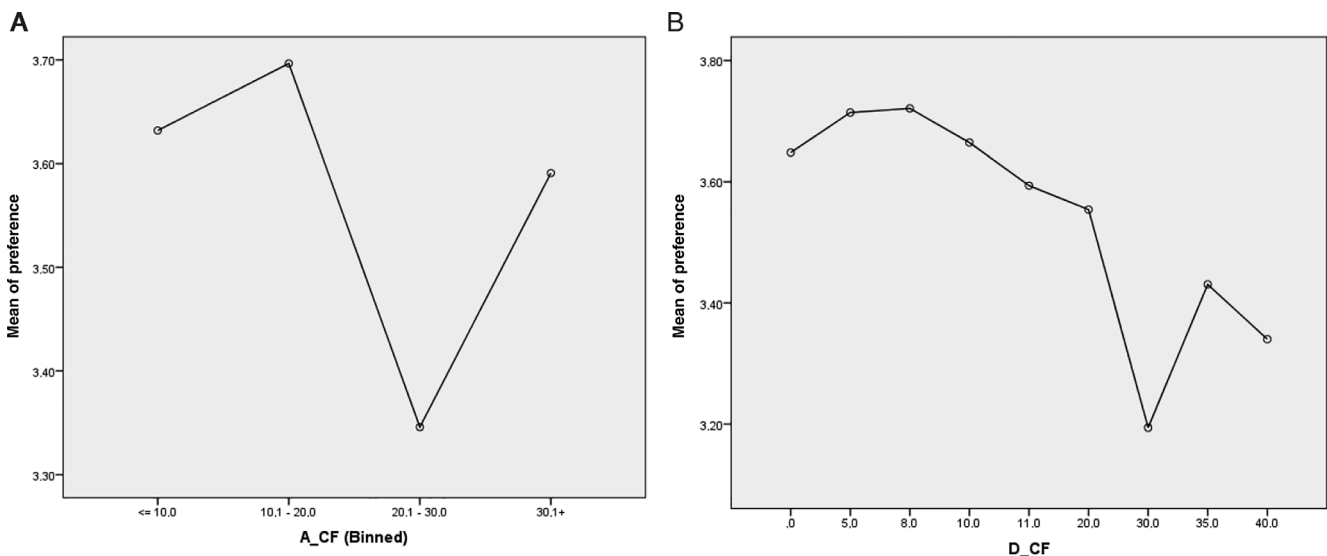 A
Mean of preference
3.70
3.60
3.50
3.40
3.30
<= 10.0 10.1 - 20.0 20.1 - 30.0 30.1+
A_CF (Binned)
B
Mean of preference
3.80
3.60
3.40
3.20
.0 5.0 8.0 10.0 11.0 20.0 30.0 35.0 40.0
D_CF